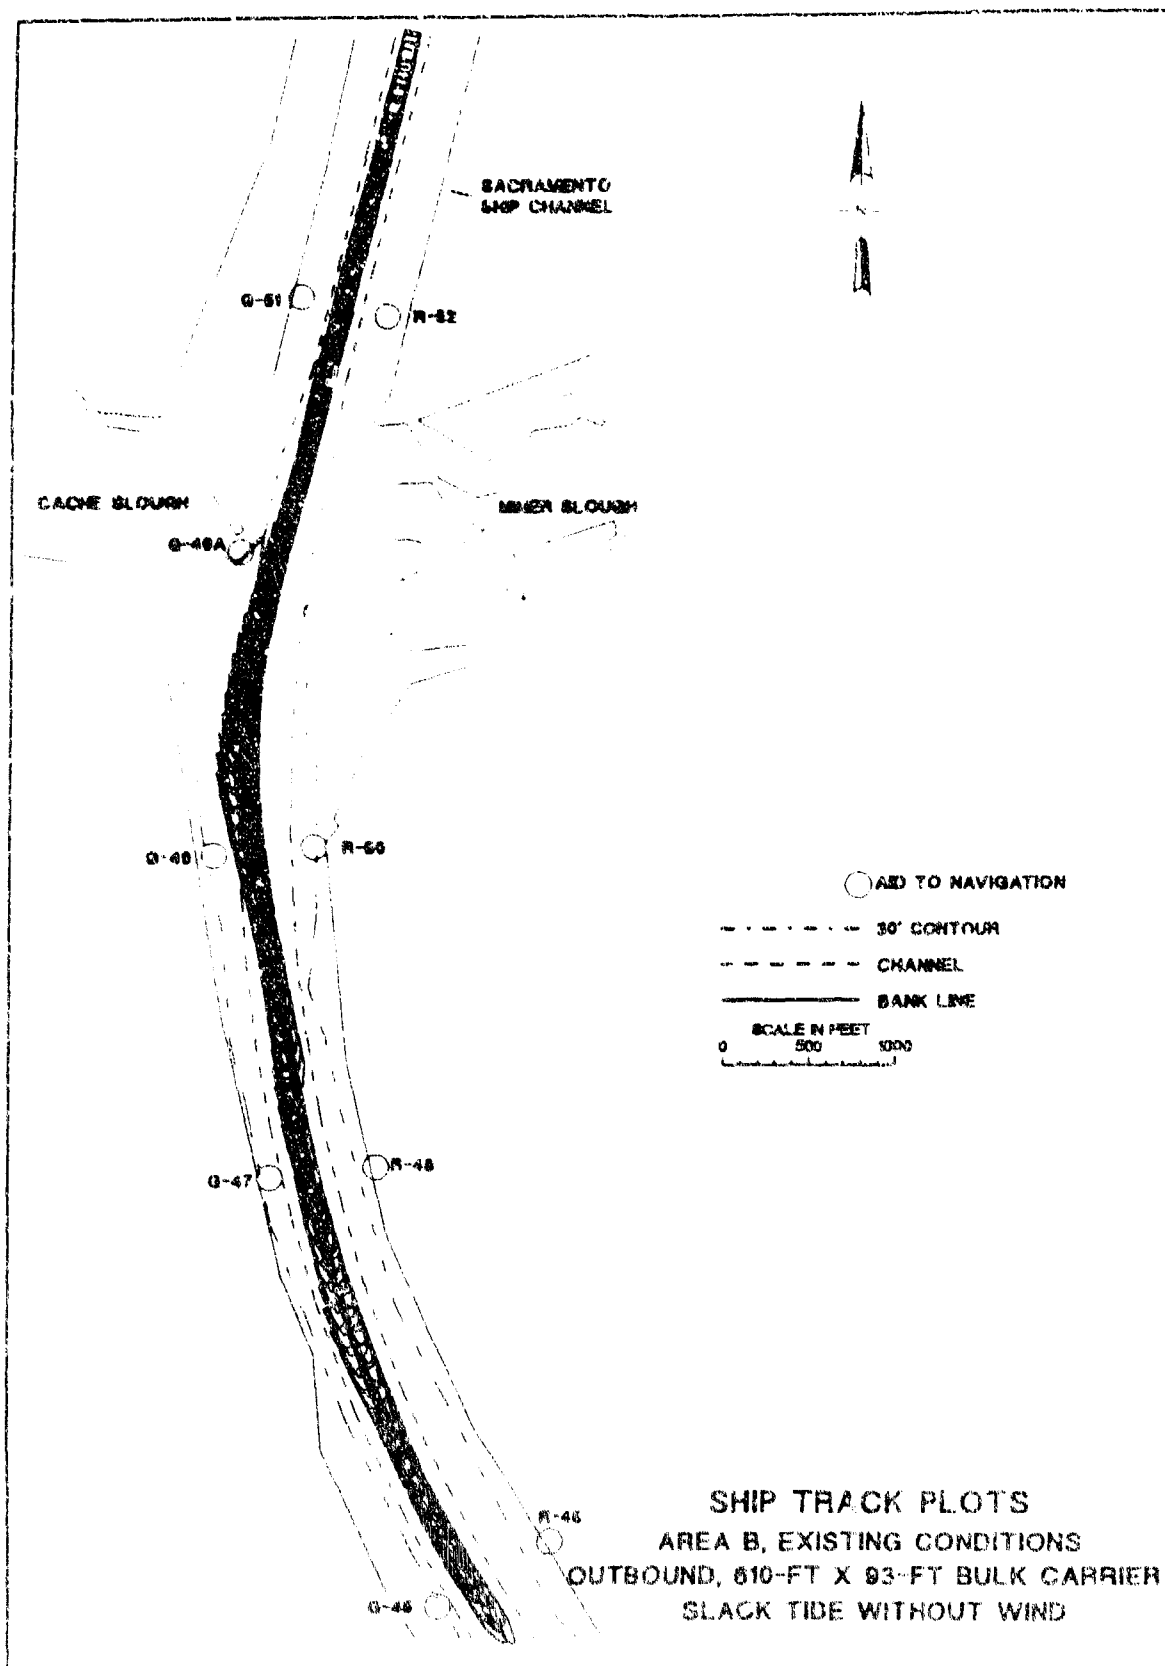 SACRAMENTO
SHIP CHANNEL
N
G-51
R-52
CACHE SLOUGH
MINER SLOUGH
G-49A
R-50
G-47
R-48
AID TO NAVIGATION
30' CONTOUR
CHANNEL
BANK LINE
SCALE IN FEET
0 500 1000
R-46
SHIP TRACK PLOTS
AREA B, EXISTING CONDITIONS
OUTBOUND, 610-FT X 93-FT BULK CARRIER
SLACK TIDE WITHOUT WIND